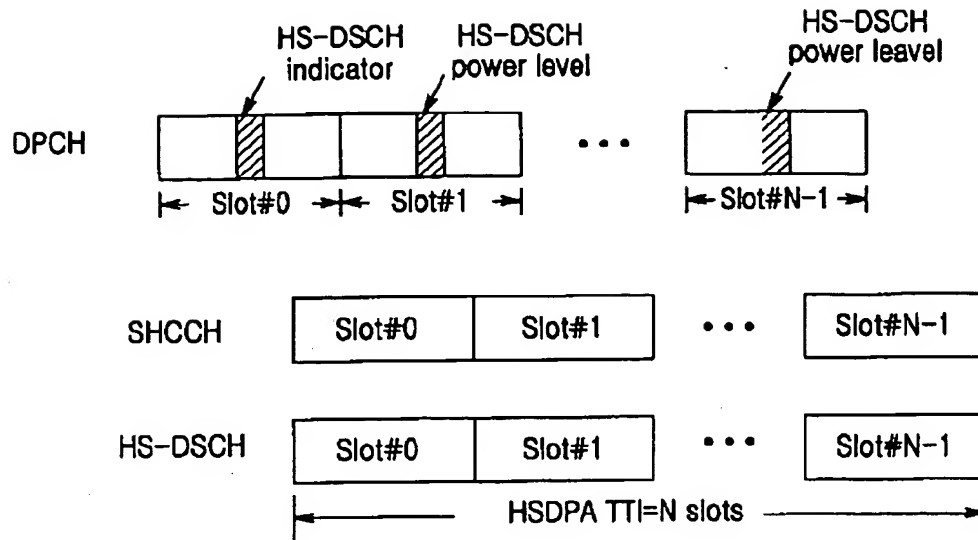 HS-DSCH indicator
HS-DSCH power level
HS-DSCH power leavel
DPCH
Slot#0
Slot#1
• • •
Slot#N-1
SHCCH
Slot#0
Slot#1
• • •
Slot#N-1
HS-DSCH
Slot#0
Slot#1
• • •
Slot#N-1
HSDPA TTI=N slots